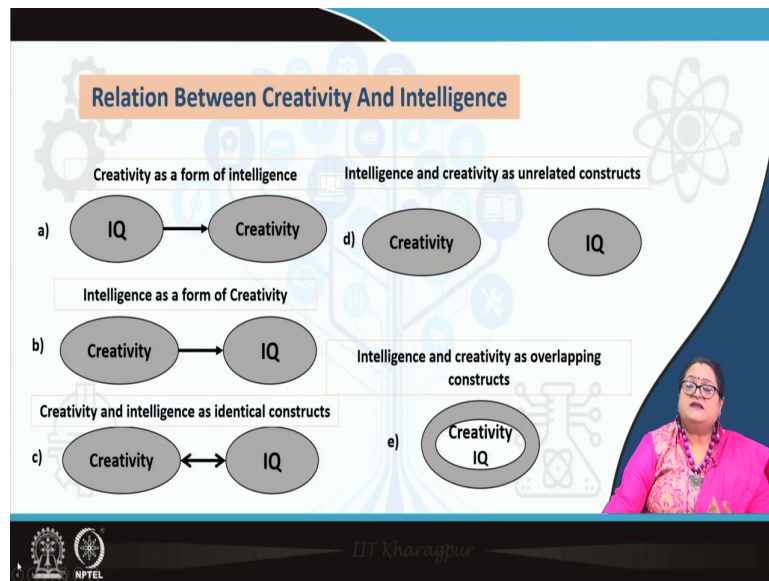 Relation Between Creativity And Intelligence
Creativity as a form of intelligence
a)
IQ
Creativity
Intelligence as a form of Creativity
b)
Creativity
IQ
Creativity and intelligence as identical constructs
c)
Creativity
IQ
Intelligence and creativity as unrelated constructs
d)
Creativity
IQ
Intelligence and creativity as overlapping
constructs
e)
Creativity
IQ
IIT Kharagpur
NPTEL